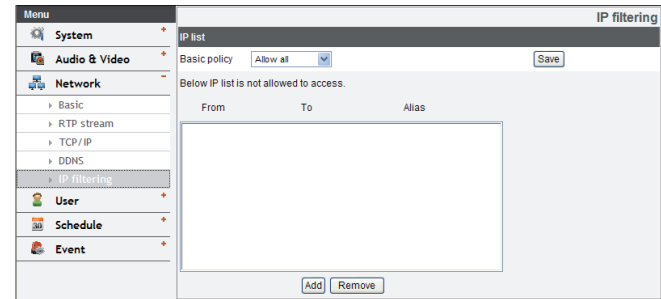 Menu
System
Audio & Video
Network
Basic
RTP stream
TCP/IP
DDNS
IP filtering
User
30
Schedule
Event
IP filtering
IP list
Basic policy Allow all Save
Below IP list is not allowed to access.
From To Alias
Add Remove